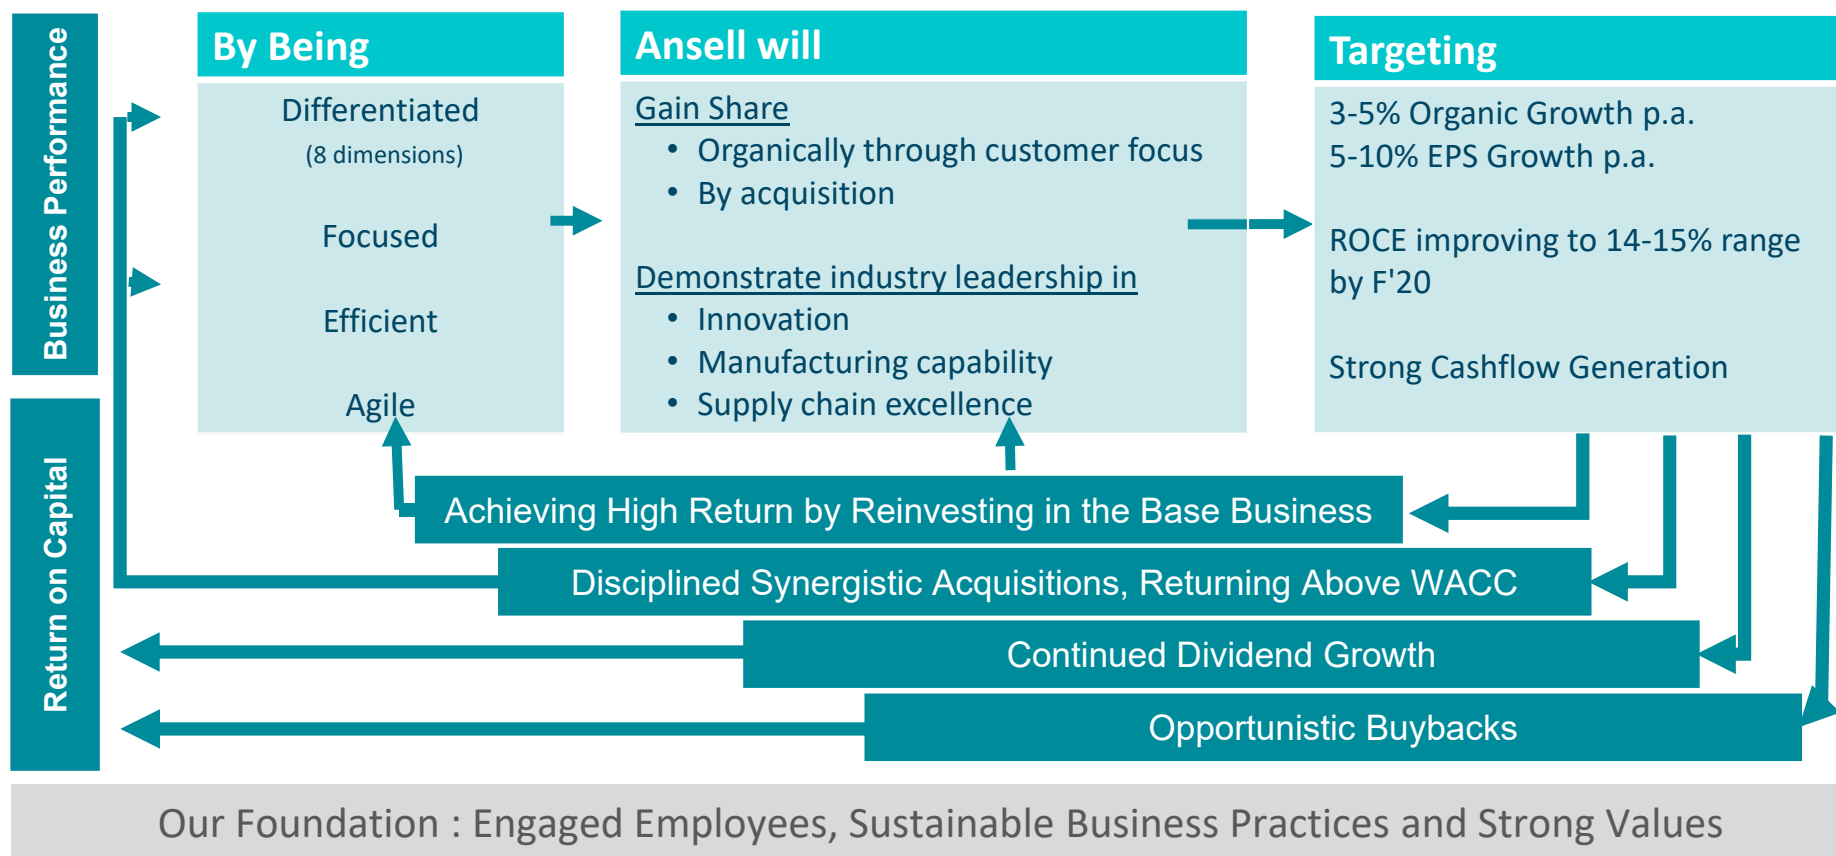 Business Performance
By Being
Differentiated
(8 dimensions)
Focused
Efficient
Agile
Ansell will
Gain Share
• Organically through customer focus
• By acquisition
Demonstrate industry leadership in
• Innovation
• Manufacturing capability
• Supply chain excellence
Targeting
3-5% Organic Growth p.a.
5-10% EPS Growth p.a.
ROCE improving to 14-15% range
by F'20
Strong Cashflow Generation
Return on Capital
Achieving High Return by Reinvesting in the Base Business
Disciplined Synergistic Acquisitions, Returning Above WACC
Continued Dividend Growth
Opportunistic Buybacks
Our Foundation : Engaged Employees, Sustainable Business Practices and Strong Values